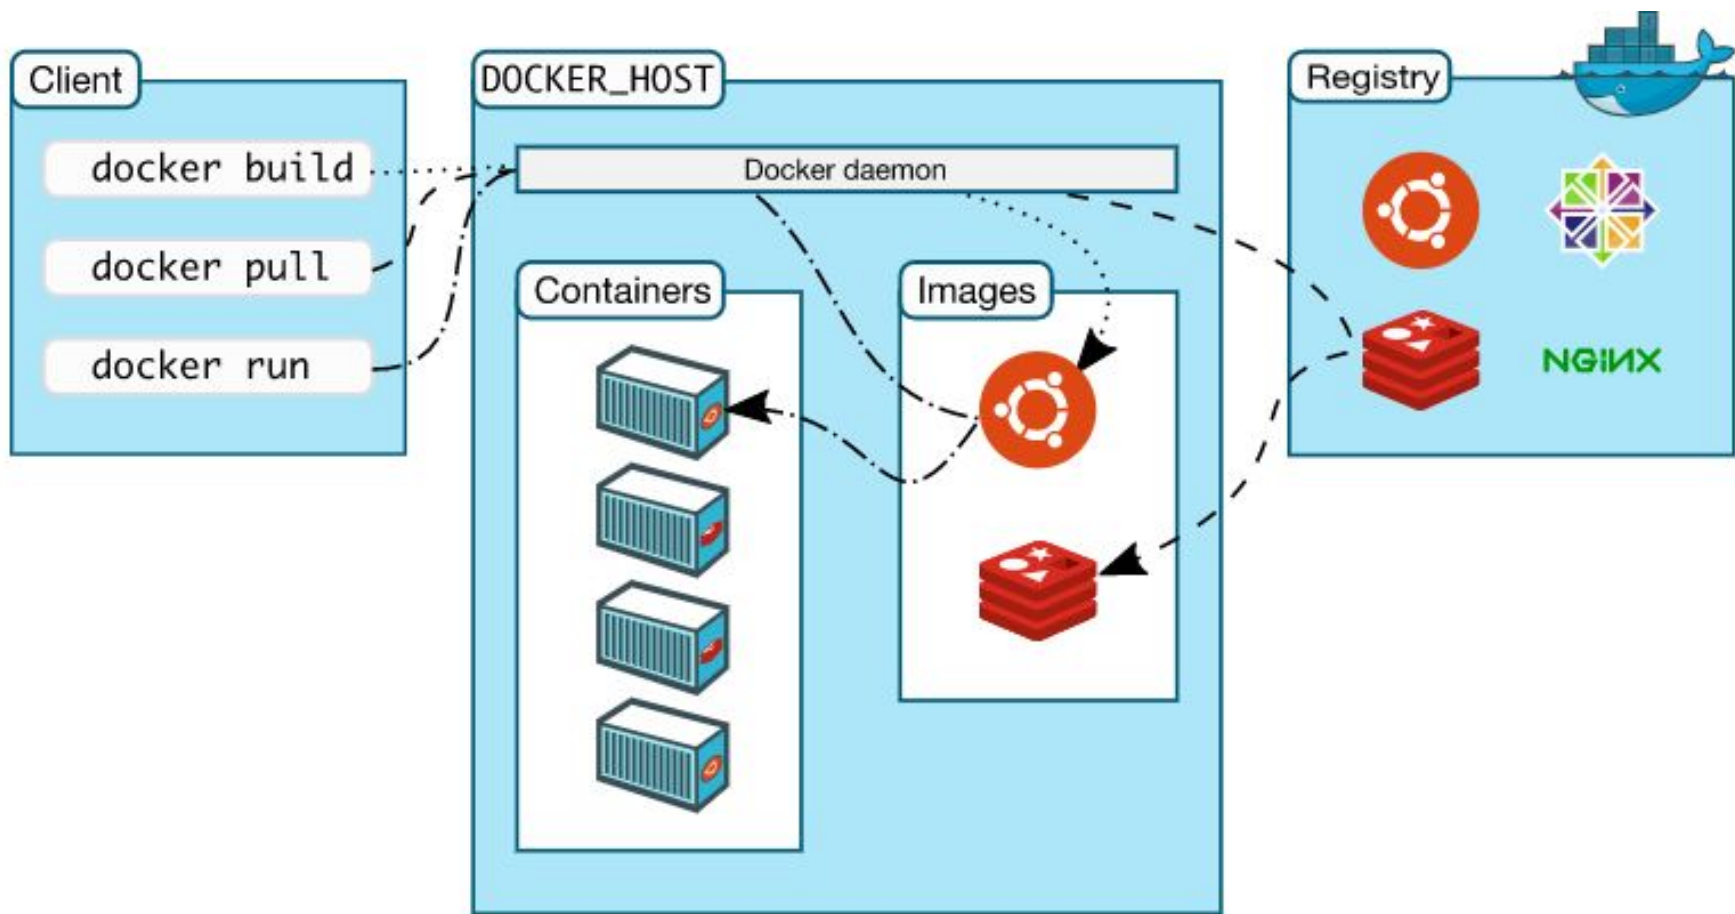 Client
docker build
docker pull
docker run
DOCKER_HOST
Docker daemon
Containers
Images
Registry
NGINX